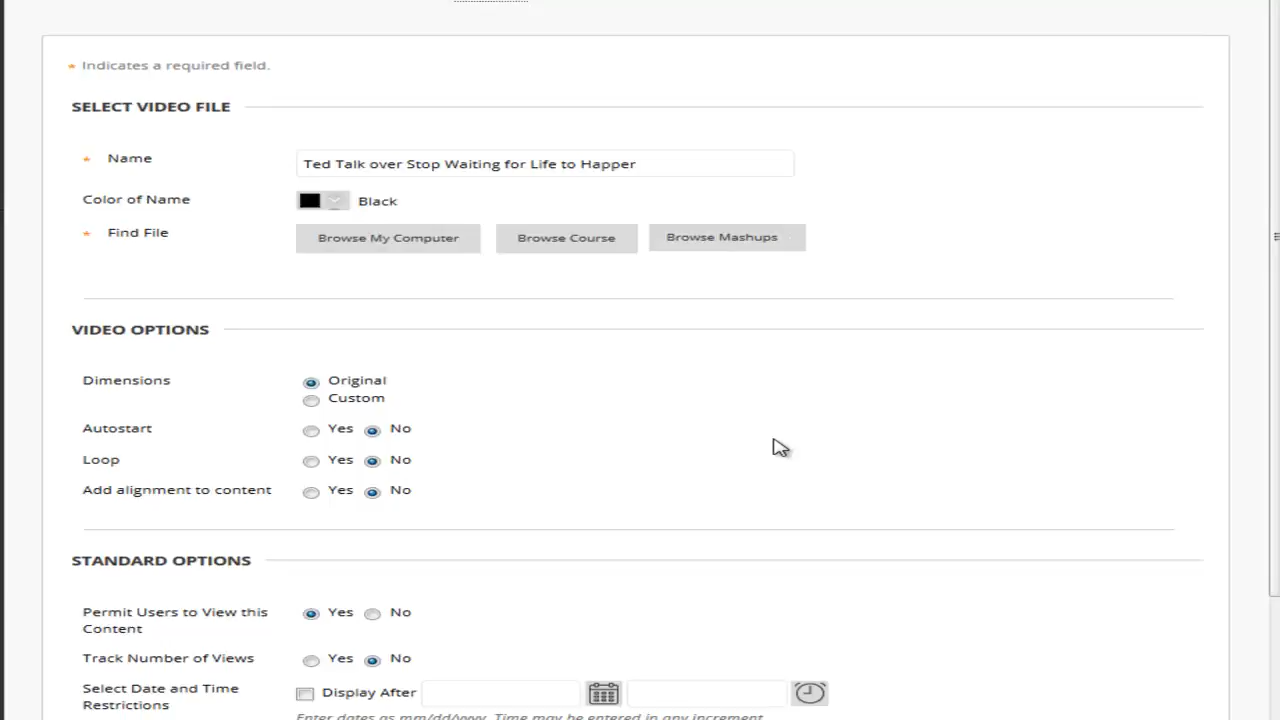 * Indicates a required field.
SELECT VIDEO FILE
* Name
Ted Talk over Stop Waiting for Life to Happer
Color of Name
Black
* Find File
Browse My Computer
Browse Course
Browse Mashups
VIDEO OPTIONS
Dimensions
Original
Custom
Autostart
Yes No
Loop
Yes No
Add alignment to content
Yes No
STANDARD OPTIONS
Permit Users to View this
Content
Yes No
Track Number of Views
Yes No
Select Date and Time
Restrictions
Display After
Enter dates as mm/dd/yyyy. Time may be entered in any increment.